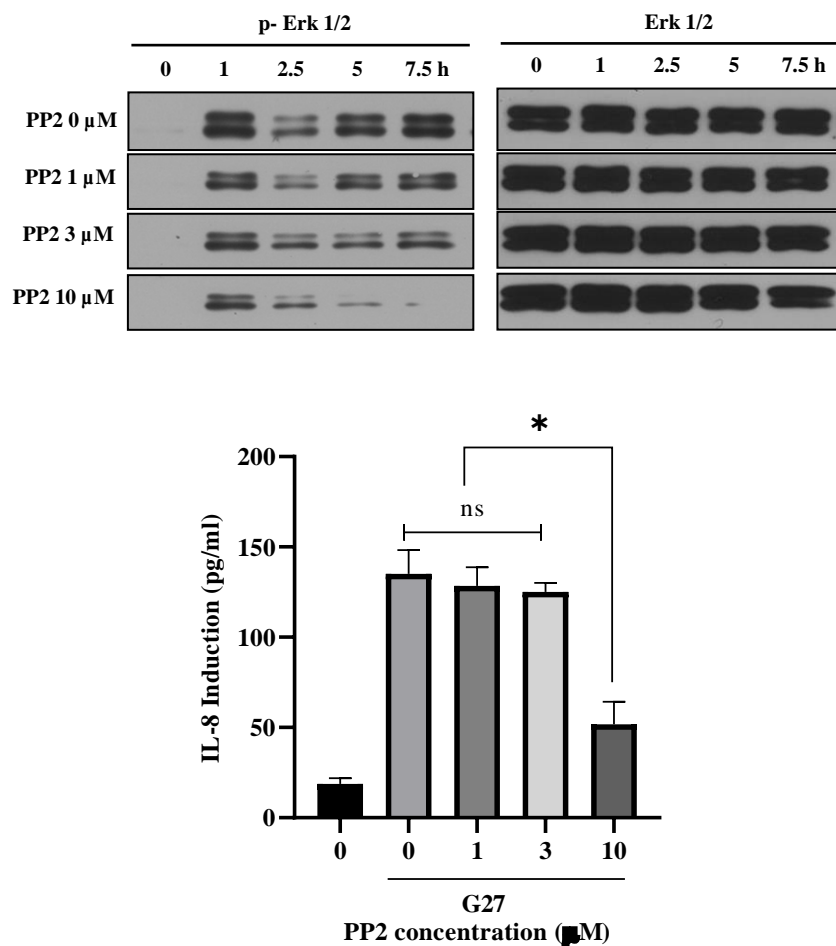 p- Erk 1/2
Erk 1/2
0 1 2.5 5 7.5 h
0 1 2.5 5 7.5 h
PP2 0 µM
PP2 1 µM
PP2 3 µM
PP2 10 µM
*
200
ns
150
100
50
0
IL-8 Induction (pg/ml)
0 0 1 3 10
G27
PP2 concentration (µM)